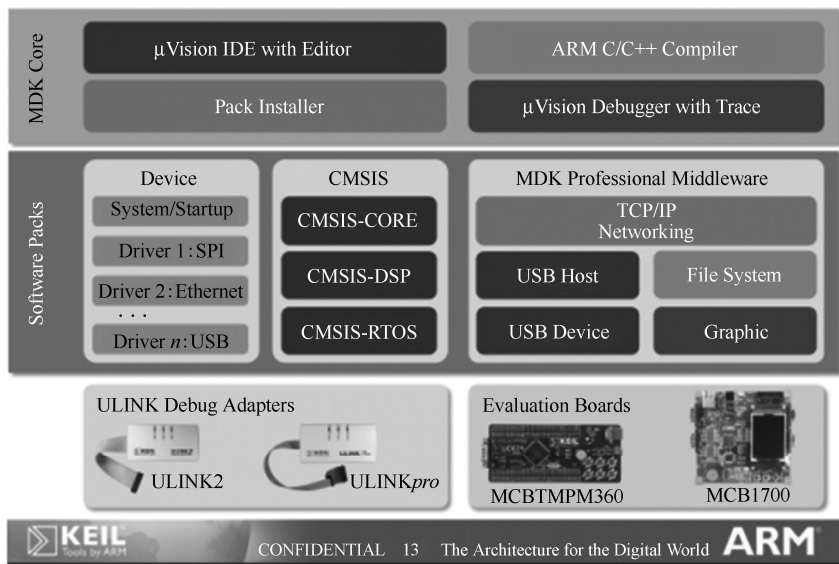 MDK Core
μVision IDE with Editor
ARM C/C++ Compiler
Pack Installer
μVision Debugger with Trace
Software Packs
Device
System/Startup
Driver 1:SPI
Driver 2:Ethernet
...
Driver n:USB
CMSIS
CMSIS-CORE
CMSIS-DSP
CMSIS-RTOS
MDK Professional Middleware
TCP/IP
Networking
USB Host
File System
USB Device
Graphic
ULINK Debug Adapters
ULINK2
ULINKpro
Evaluation Boards
KEIL
MCBTMPM360
MCB1700
KEIL
Tools by ARM
CONFIDENTIAL 13 The Architecture for the Digital World ARM